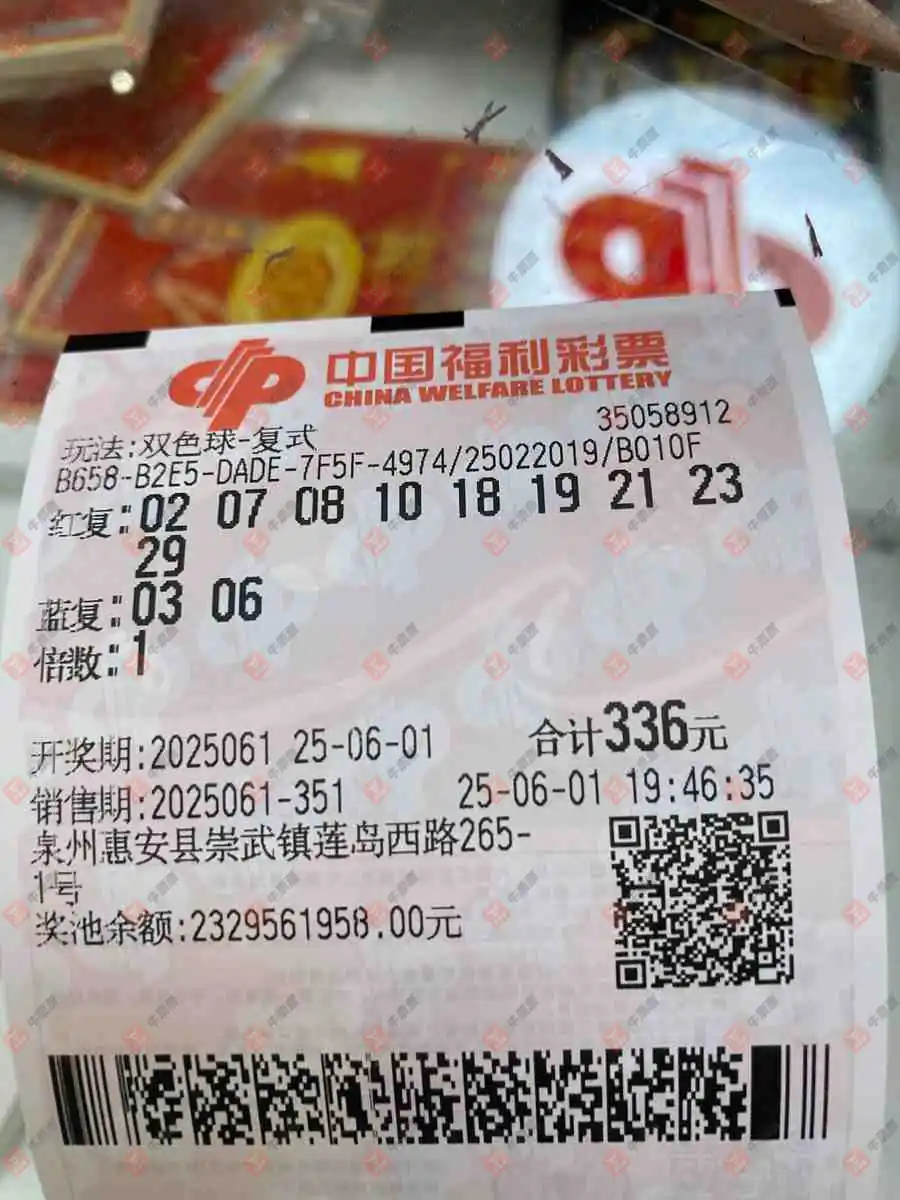 中国福利彩票
CHINA WELFARE LOTTERY
35058912
玩法:双色球-复式
B658-B2E5-DADE-7F5F-4974/25022019/B010F
红复:02 07 08 10 18 19 21 23
29
蓝复:03 06
倍数:1
开奖期:2025061 25-06-01 合计336元
销售期:2025061-351 25-06-01 19:46:35
泉州惠安县崇武镇莲岛西路265-
1号
奖池余额:2329561958.00元